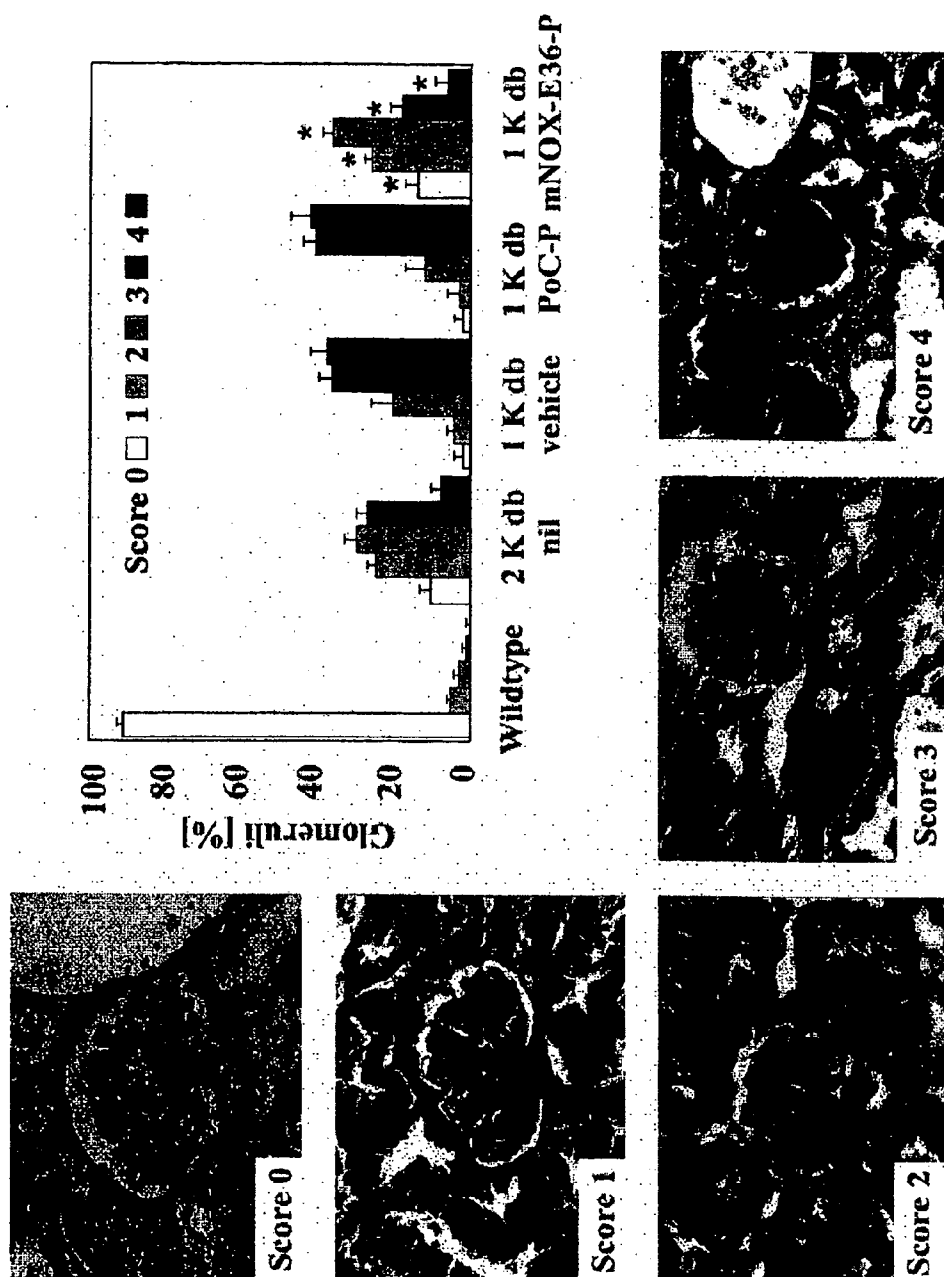 Score 0
Score 1
Score 2
Score 3
Score 4
Glomeruli [%]
100
80
60
40
20
0
Score 0 1 2 3 4
* * * * *
Wildtype 2 K db 1 K db 1 K db 1 K db
nil vehicle PoC-P mNOX-E36-P